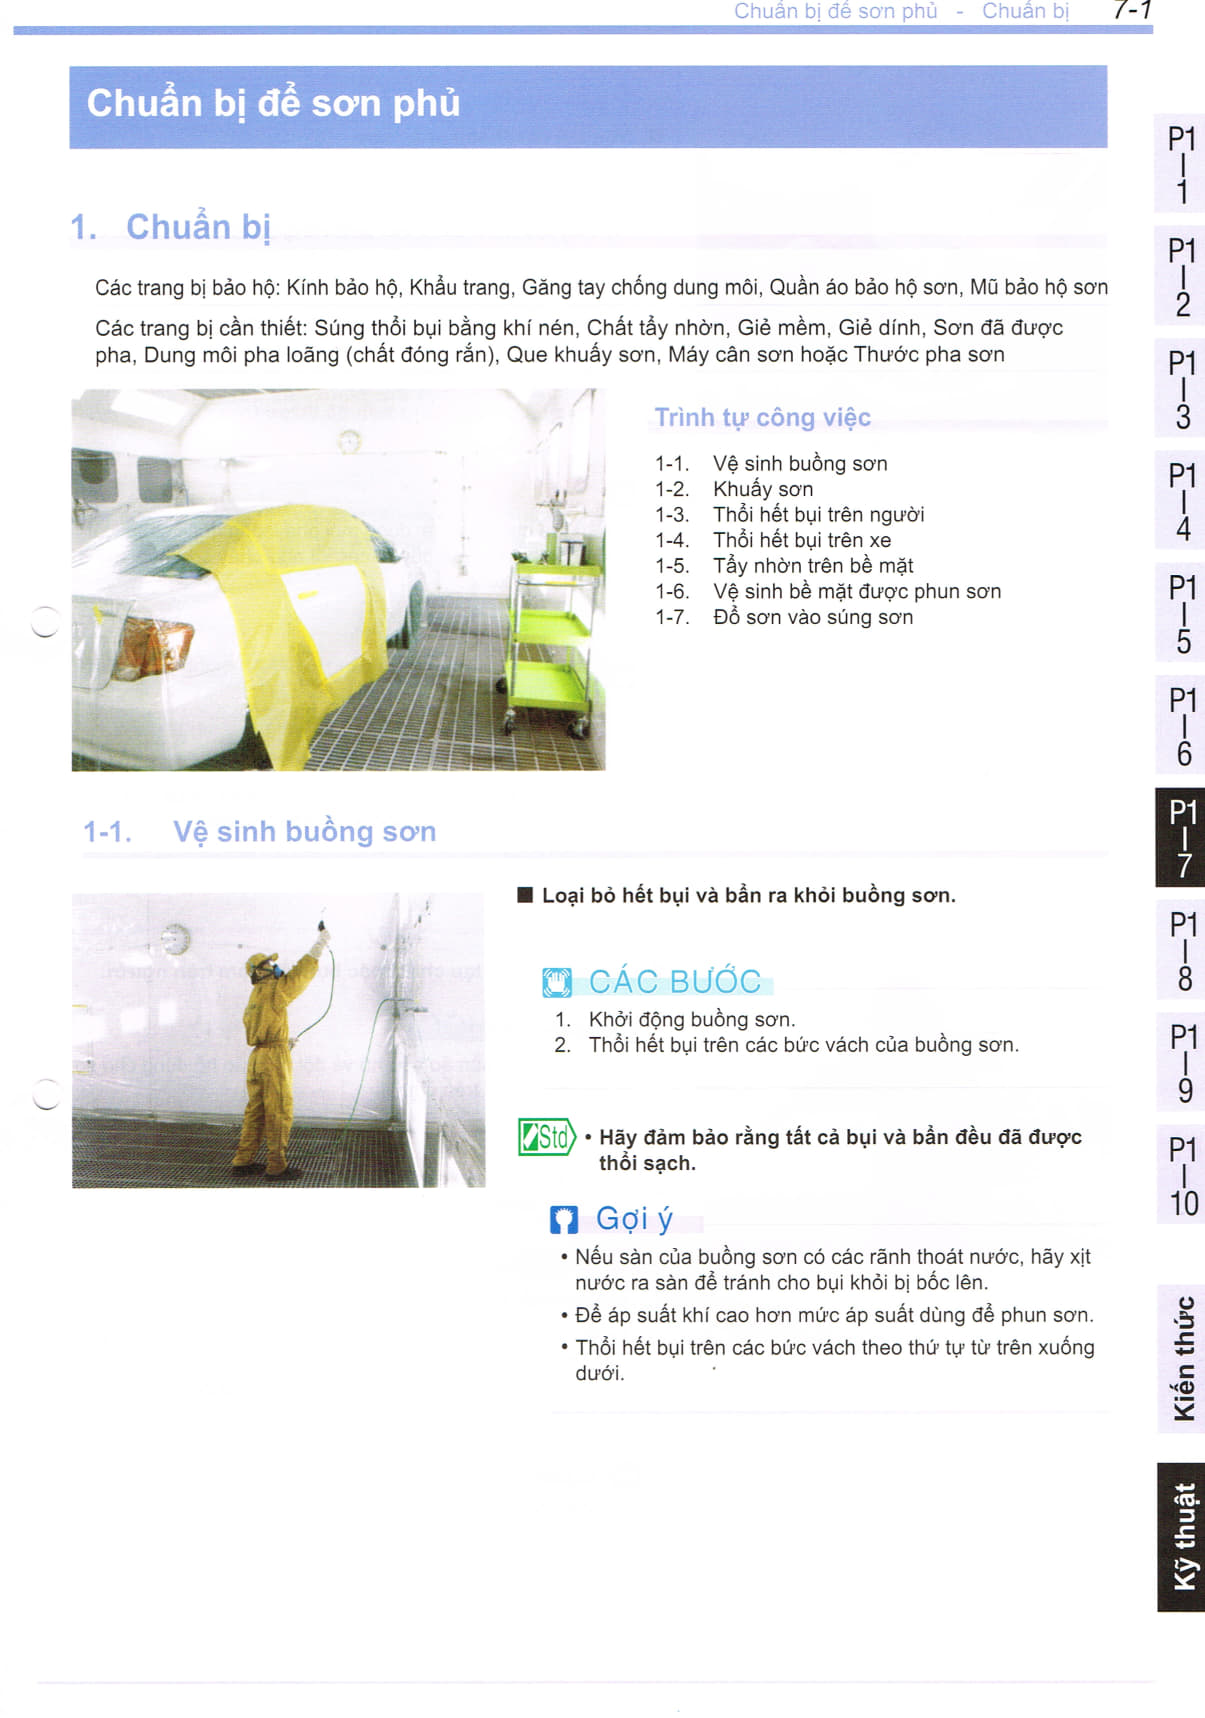 Chuẩn bị để sơn phủ - Chuẩn bị 7-1
Chuẩn bị để sơn phủ
1. Chuẩn bị
Các trang bị bảo hộ: Kính bảo hộ, Khẩu trang, Găng tay chống dung môi, Quần áo bảo hộ sơn, Mũ bảo hộ sơn
Các trang bị cần thiết: Súng thổi bụi bằng khí nén, Chất tẩy nhờn, Giẻ mềm, Giẻ dính, Sơn đã được
pha, Dung môi pha loãng (chất đóng rắn), Que khuấy sơn, Máy cân sơn hoặc Thước pha sơn
Trình tự công việc
1-1. Vệ sinh buồng sơn
1-2. Khuấy sơn
1-3. Thổi hết bụi trên người
1-4. Thổi hết bụi trên xe
1-5. Tẩy nhờn trên bề mặt
1-6. Vệ sinh bề mặt được phun sơn
1-7. Đổ sơn vào súng sơn
1-1. Vệ sinh buồng sơn
■ Loại bỏ hết bụi và bẩn ra khỏi buồng sơn.
CÁC BƯỚC
1. Khởi động buồng sơn.
2. Thổi hết bụi trên các bức vách của buồng sơn.
Std • Hãy đảm bảo rằng tất cả bụi và bẩn đều đã được
thổi sạch.
Gợi ý
• Nếu sàn của buồng sơn có các rãnh thoát nước, hãy xịt
nước ra sàn để tránh cho bụi khỏi bị bốc lên.
• Để áp suất khí cao hơn mức áp suất dùng để phun sơn.
• Thổi hết bụi trên các bức vách theo thứ tự từ trên xuống
dưới.
P1-1
P1-2
P1-3
P1-4
P1-5
P1-6
P1-7
P1-8
P1-9
P1-10
Kiến thức
Kỹ thuật